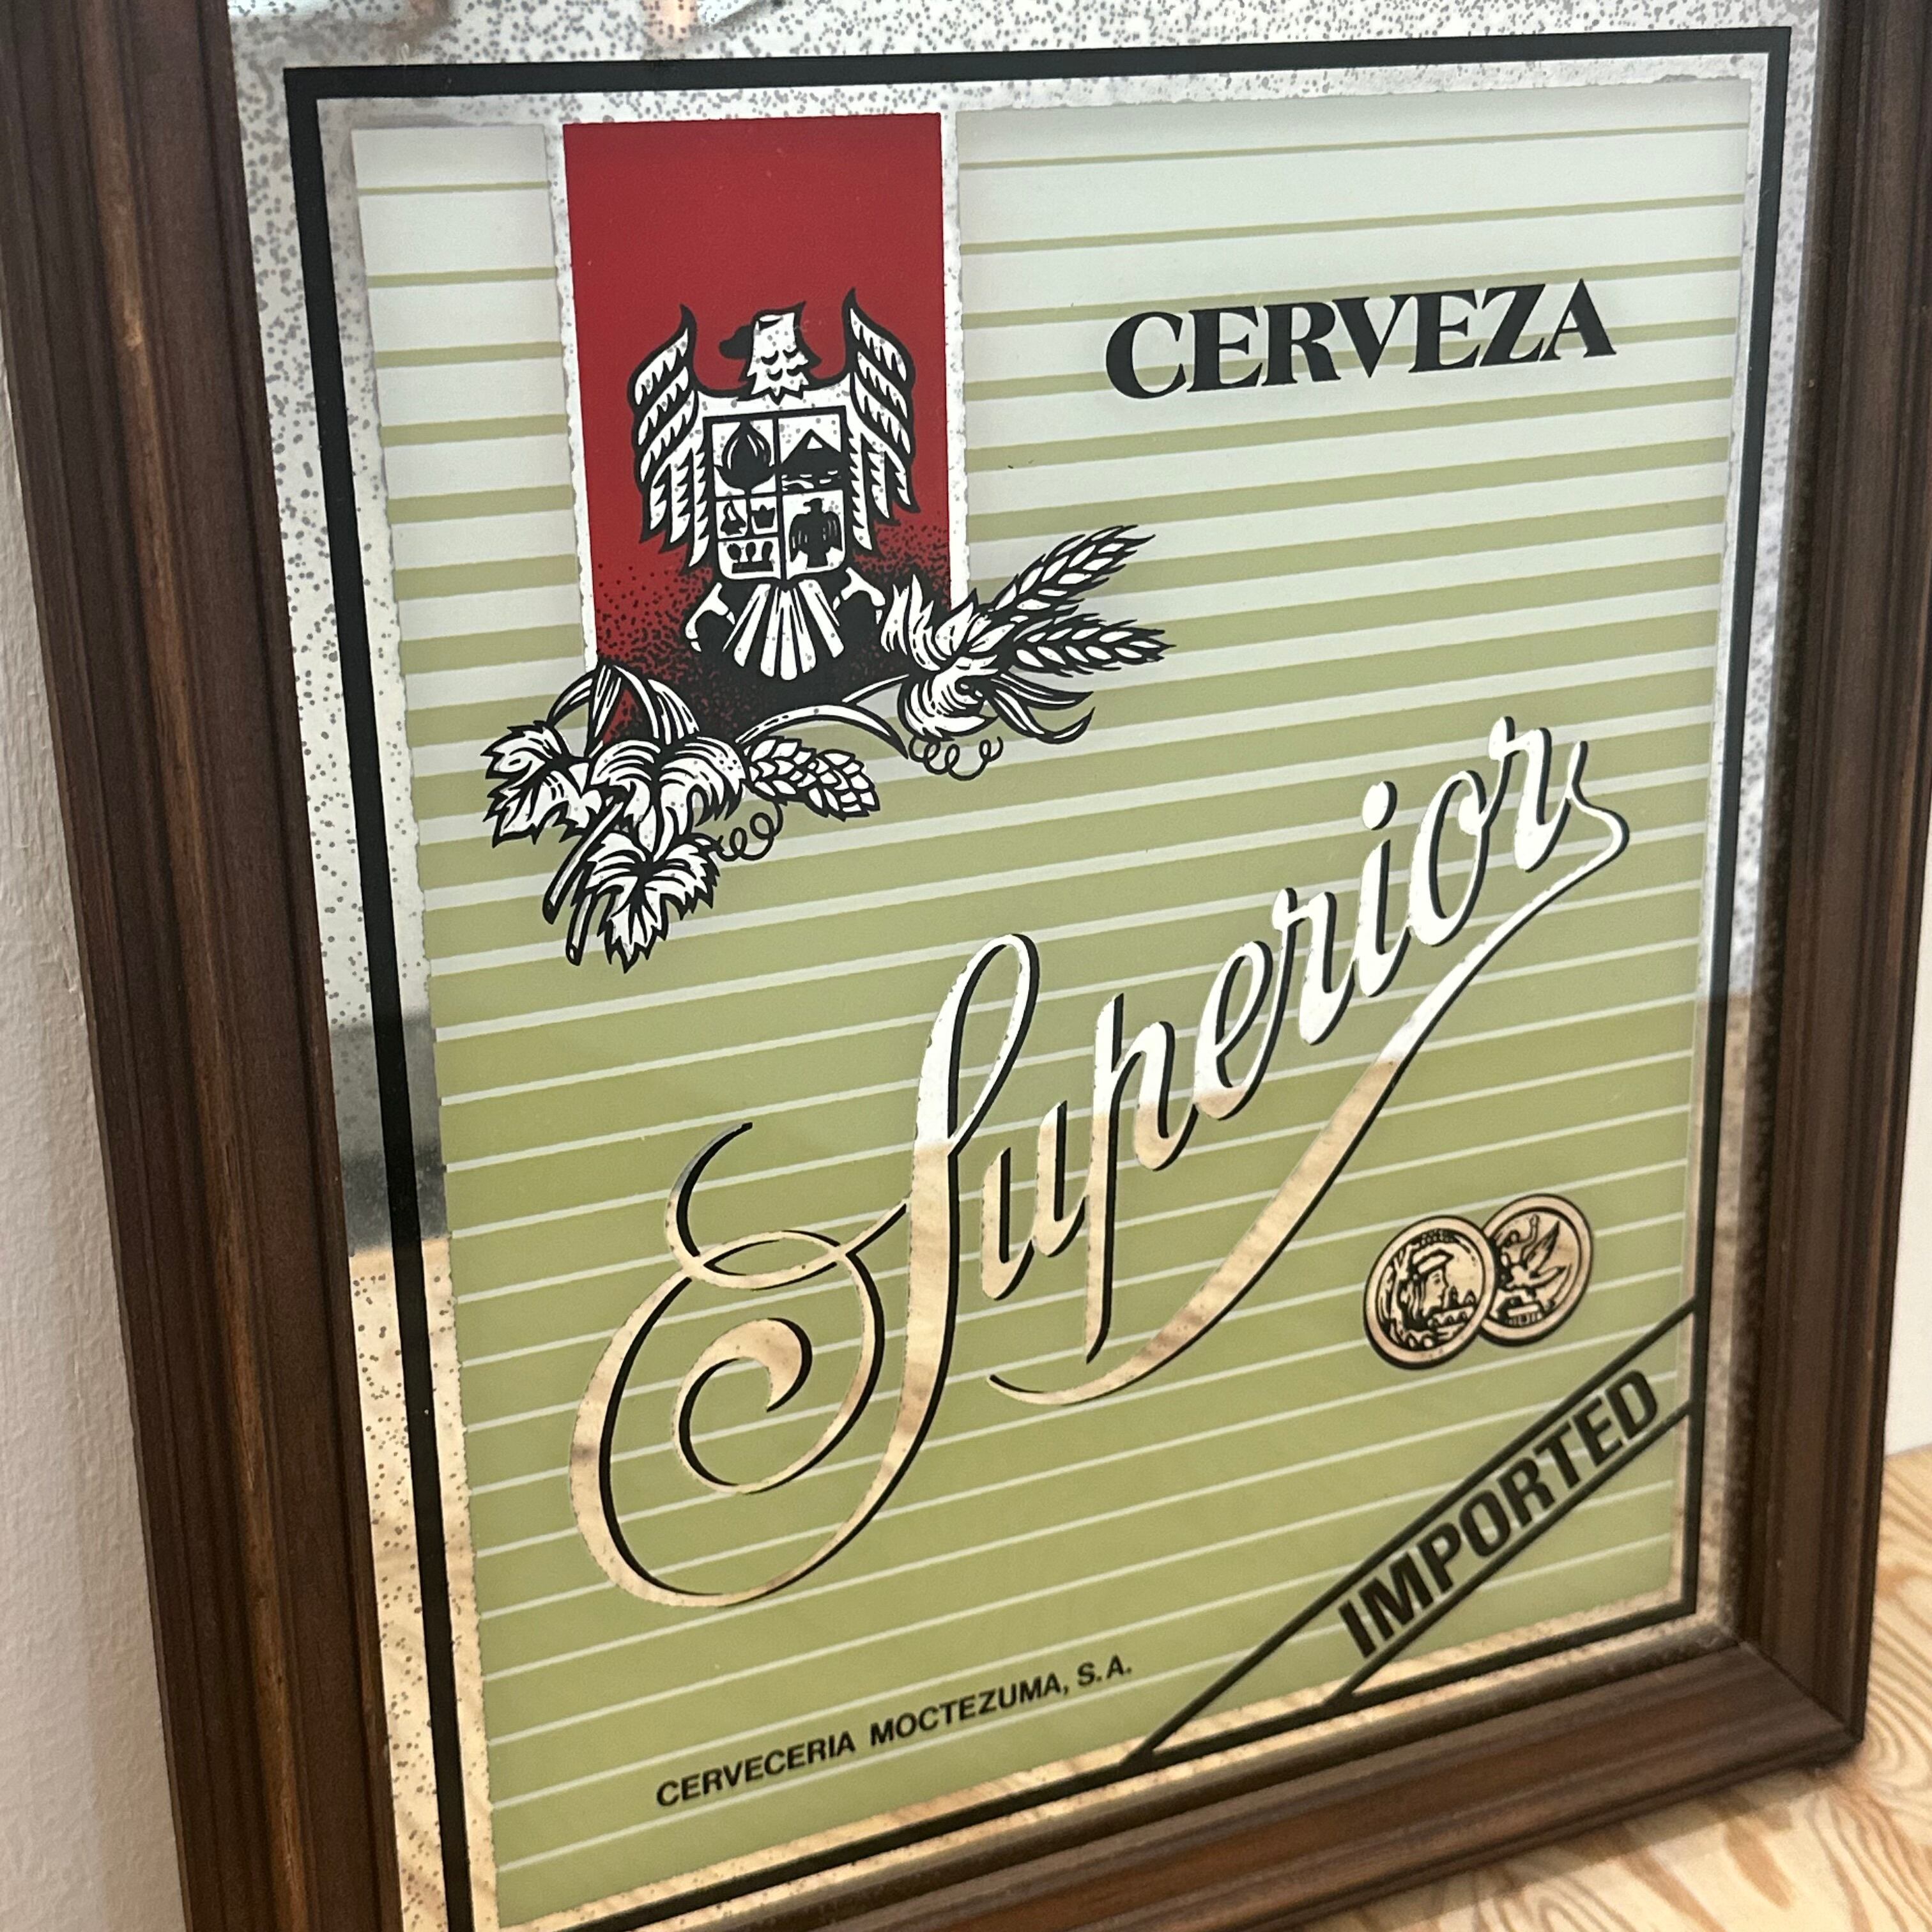 CERVEZA
Superior
IMPORTED
CERVECERIA MOCTEZUMA, S.A.